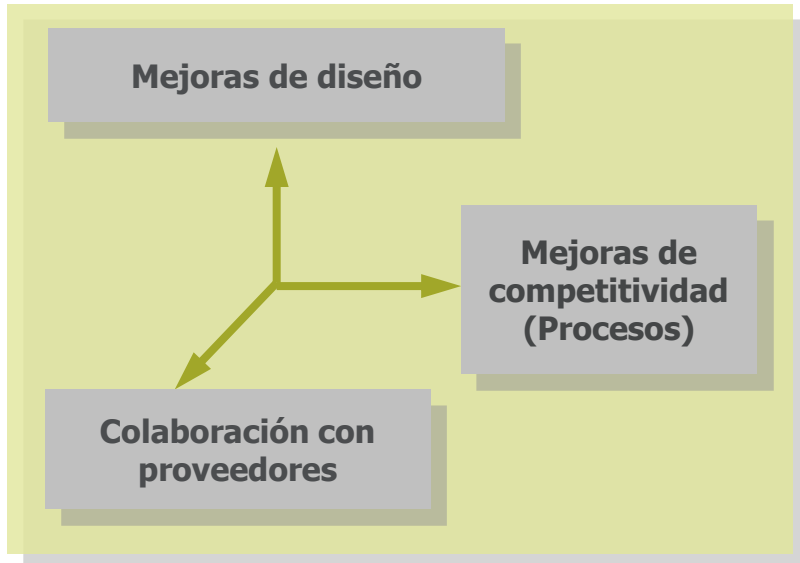 Mejoras de diseño
Mejoras de
competitividad
(Procesos)
Colaboración con
proveedores